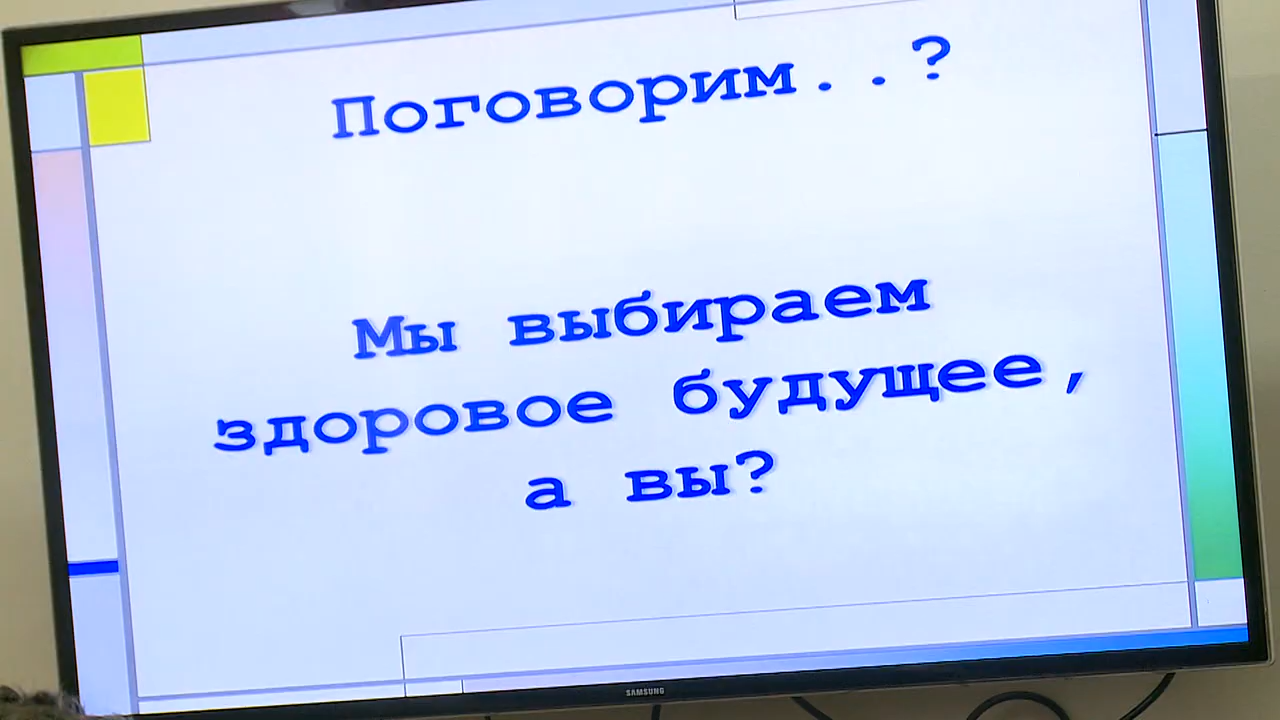 Поговорим..?
Мы выбираем
здоровое будущее,
а вы?
SAMSUNG